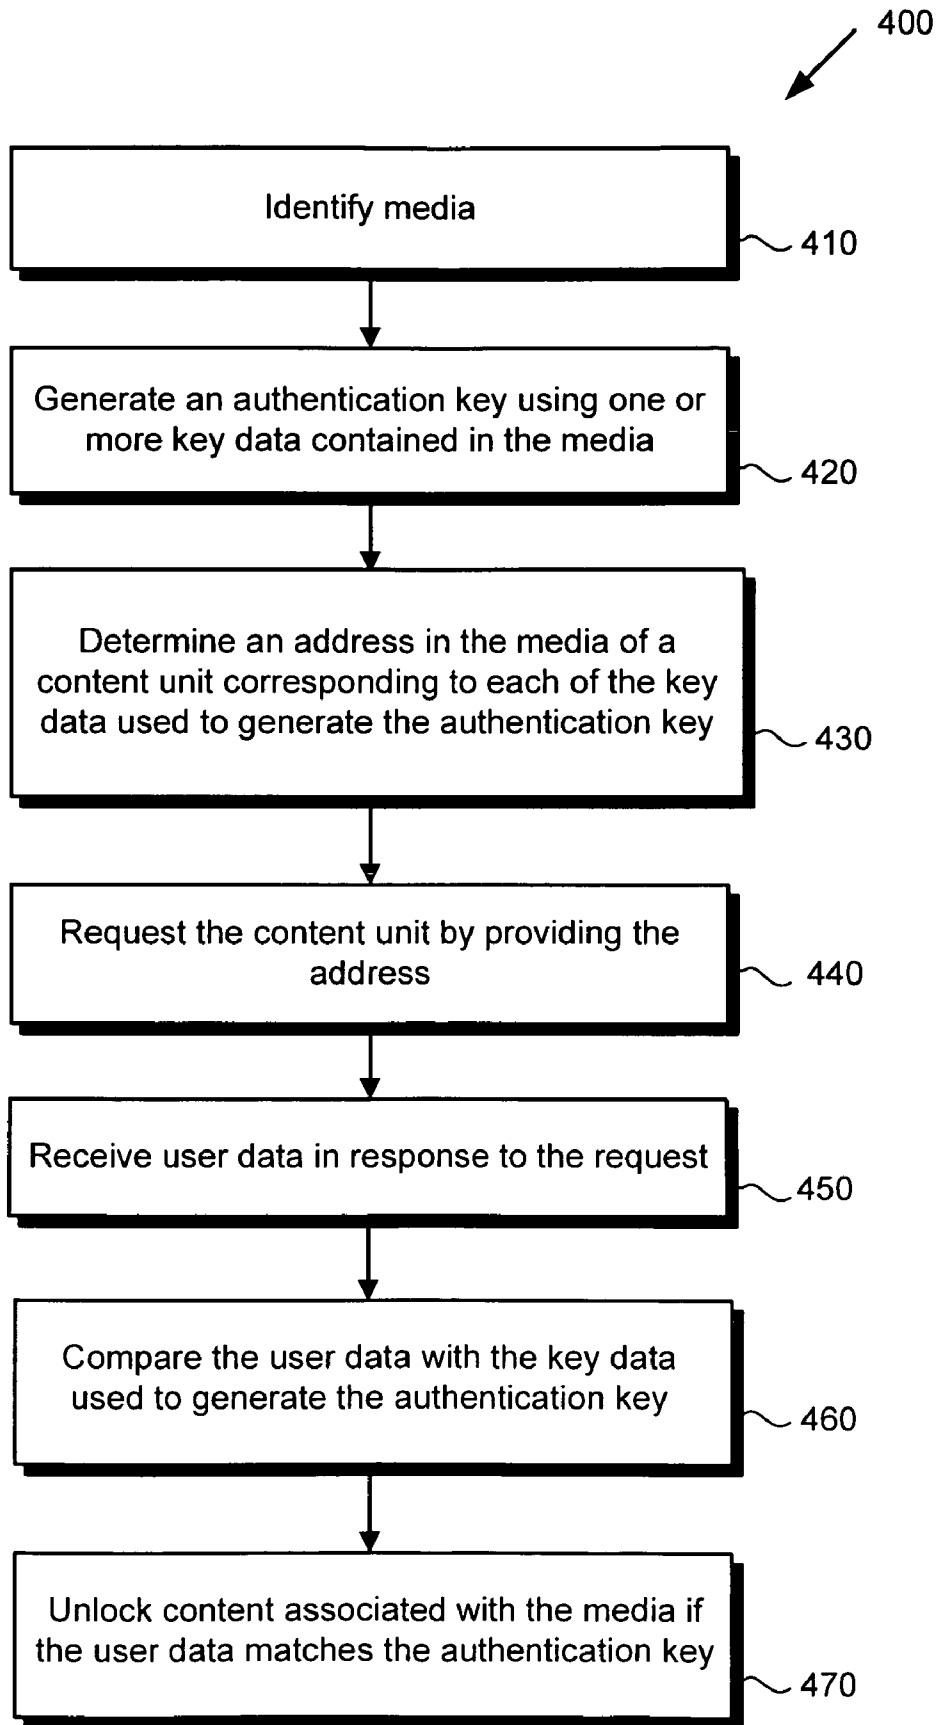 400
Identify media
410
Generate an authentication key using one or
more key data contained in the media
420
Determine an address in the media of a
content unit corresponding to each of the key
data used to generate the authentication key
430
Request the content unit by providing the
address
440
Receive user data in response to the request
450
Compare the user data with the key data
used to generate the authentication key
460
Unlock content associated with the media if
the user data matches the authentication key
470